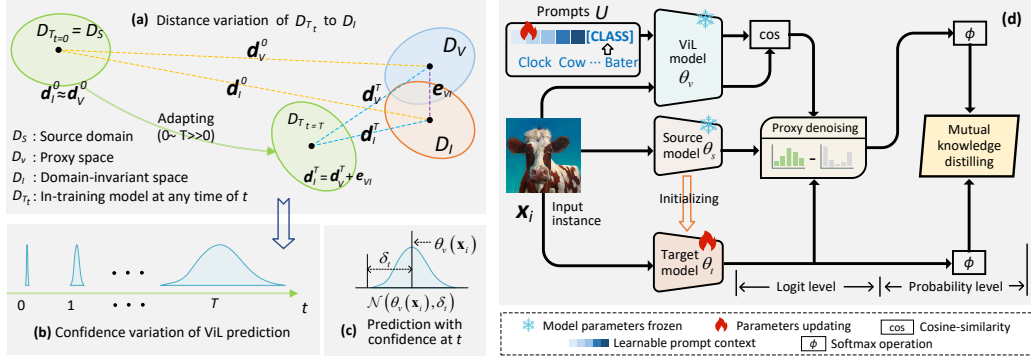 (a) Distance variation of D_{T_t} to D_I
D_{T_{t=0}} = D_S
d_I^0 ≈ d_V^0
d_V^0
d_I^0
D_V
e_{VI}
d_V^T
d_I^T
D_I
D_{T_{t=T}}
d_I^T = d_V^T + e_{VI}
Adapting
(0~ T>>0)
D_S : Source domain
D_v : Proxy space
D_I : Domain-invariant space
D_{T_t} : In-training model at any time of t
0
1
• • •
• • •
T
t
(b) Confidence variation of ViL prediction
δ_t
θ_v(x_i)
N(θ_v(x_i), δ_t)
(c) Prediction with
confidence at t
(d)
Prompts U
[CLASS]
Clock Cow ··· Bater
ViL
model
θ_v
cos
ϕ
Source
model θ_s
Proxy denoising
-
Mutual
knowledge
distilling
x_i
Input
instance
Initializing
Target
model θ_t
ϕ
Logit level
Probability level
Model parameters frozen
Parameters updating
cos Cosine-similarity
Learnable prompt context
ϕ Softmax operation